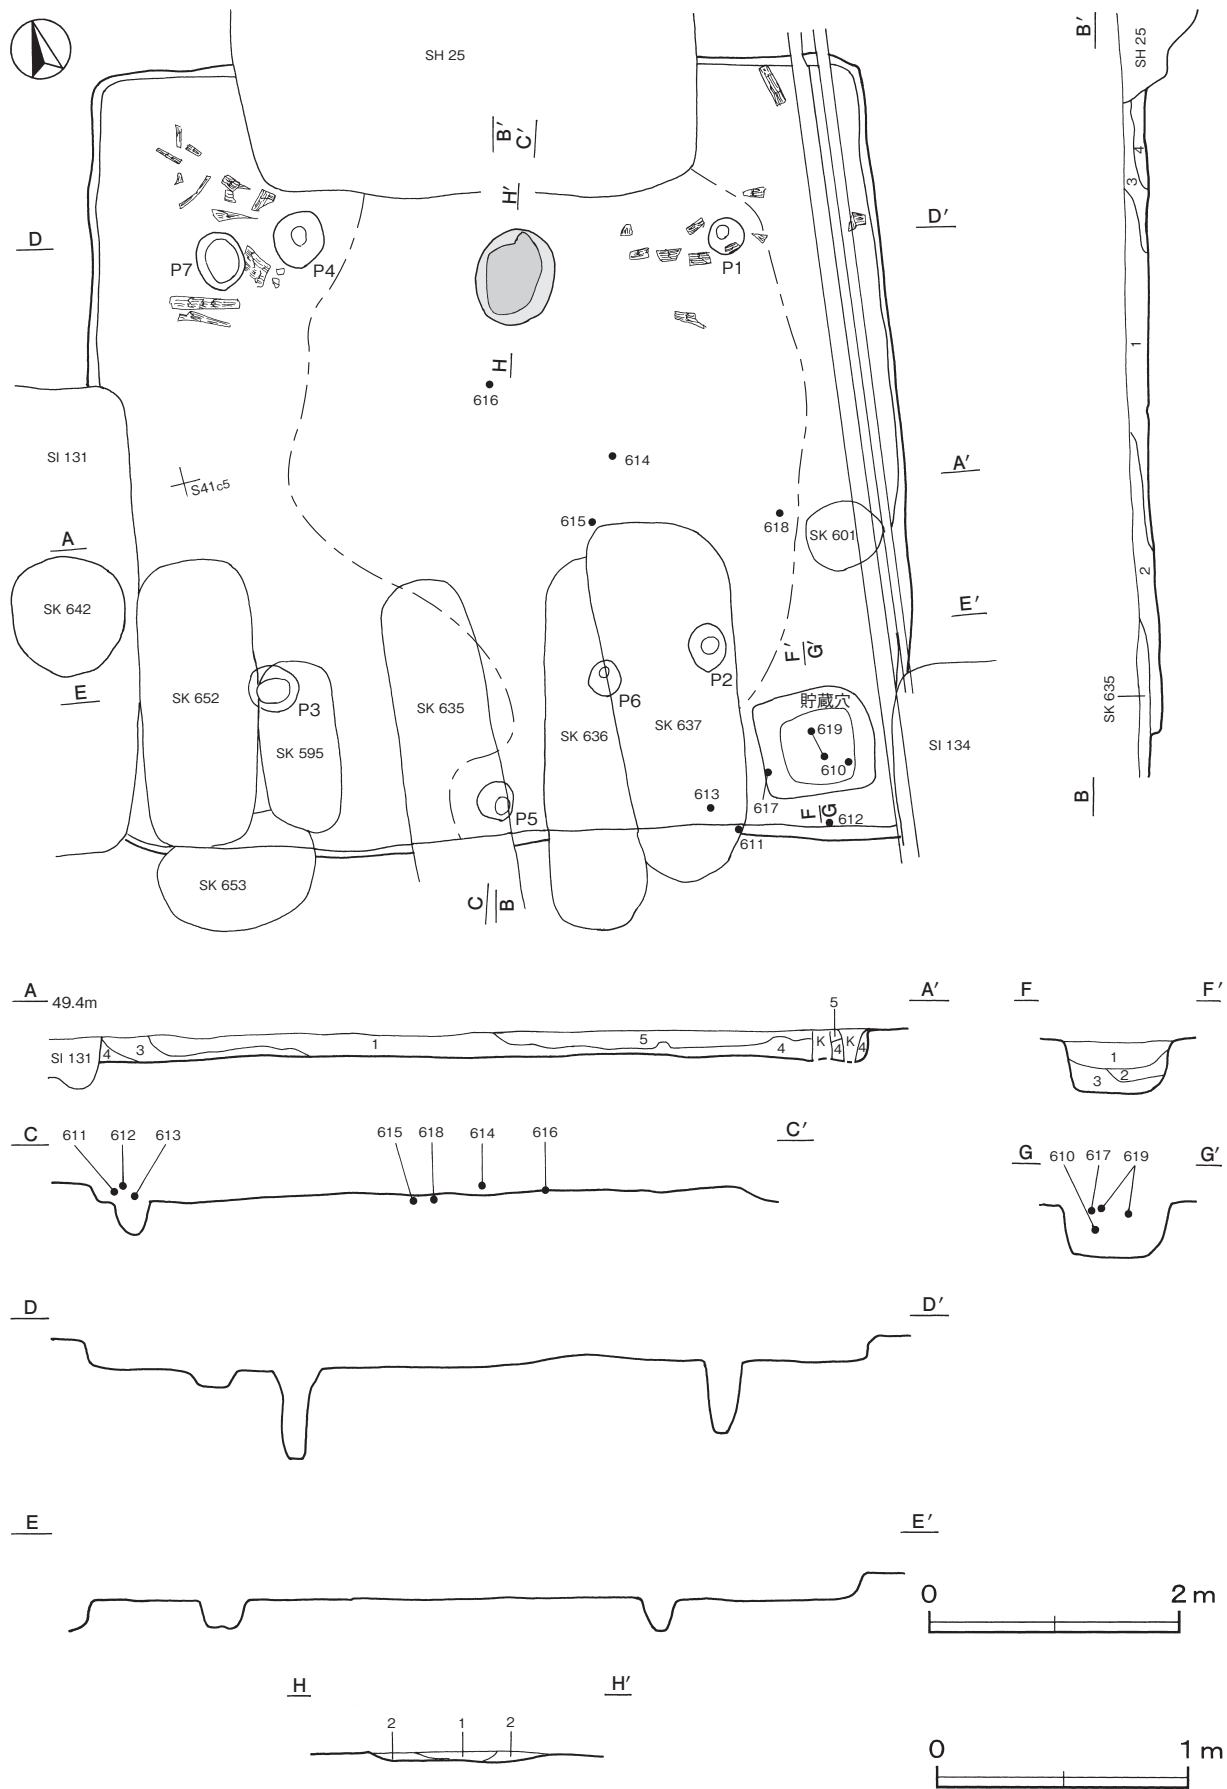 SH 25
B′
C′
H′
B′
SH 25
4
3
1
2
SK 635
B
D
D′
P7
P4
P1
H
616
SI 131
S41c5
614
A′
615
618
SK 601
A
SK 642
E
E′
F′
G′
SK 652
P3
SK 595
SK 635
P6
P2
SK 636
SK 637
貯蔵穴
619
610
SI 134
P5
613
617
F
G
612
611
SK 653
C
B
A 49.4m
A′
SI 131
4
3
1
5
4
K
5
4
K
4
F
F′
1
2
3
C
611
612
613
615
618
614
616
C′
G
610
617
619
G′
D
D′
E
E′
0
2 m
H
H′
2
1
2
0
1 m